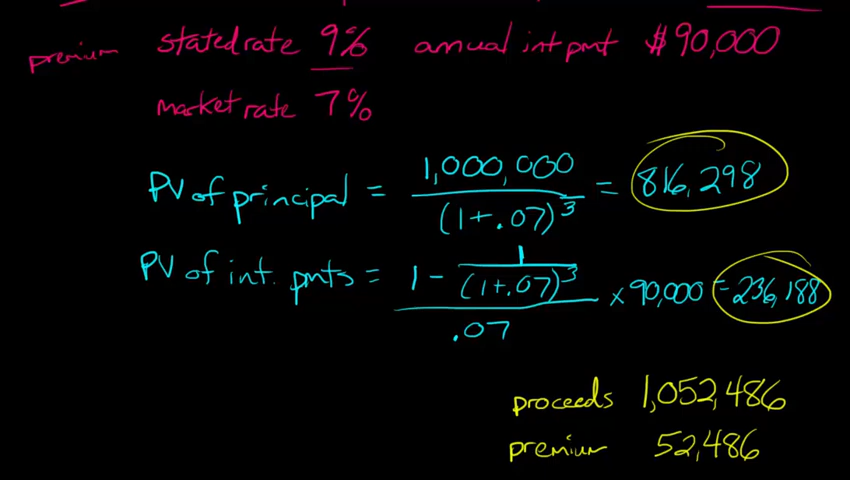 premium stated rate 9% annual int pmt $90,000
market rate 7%
PV of principal = 1,000,000 / (1+.07)^3 = 816,298
PV of int. pmts = 1 - 1 / (1+.07)^3 / .07 × 90,000 = 236,188
proceeds 1,052,486
premium 52,486